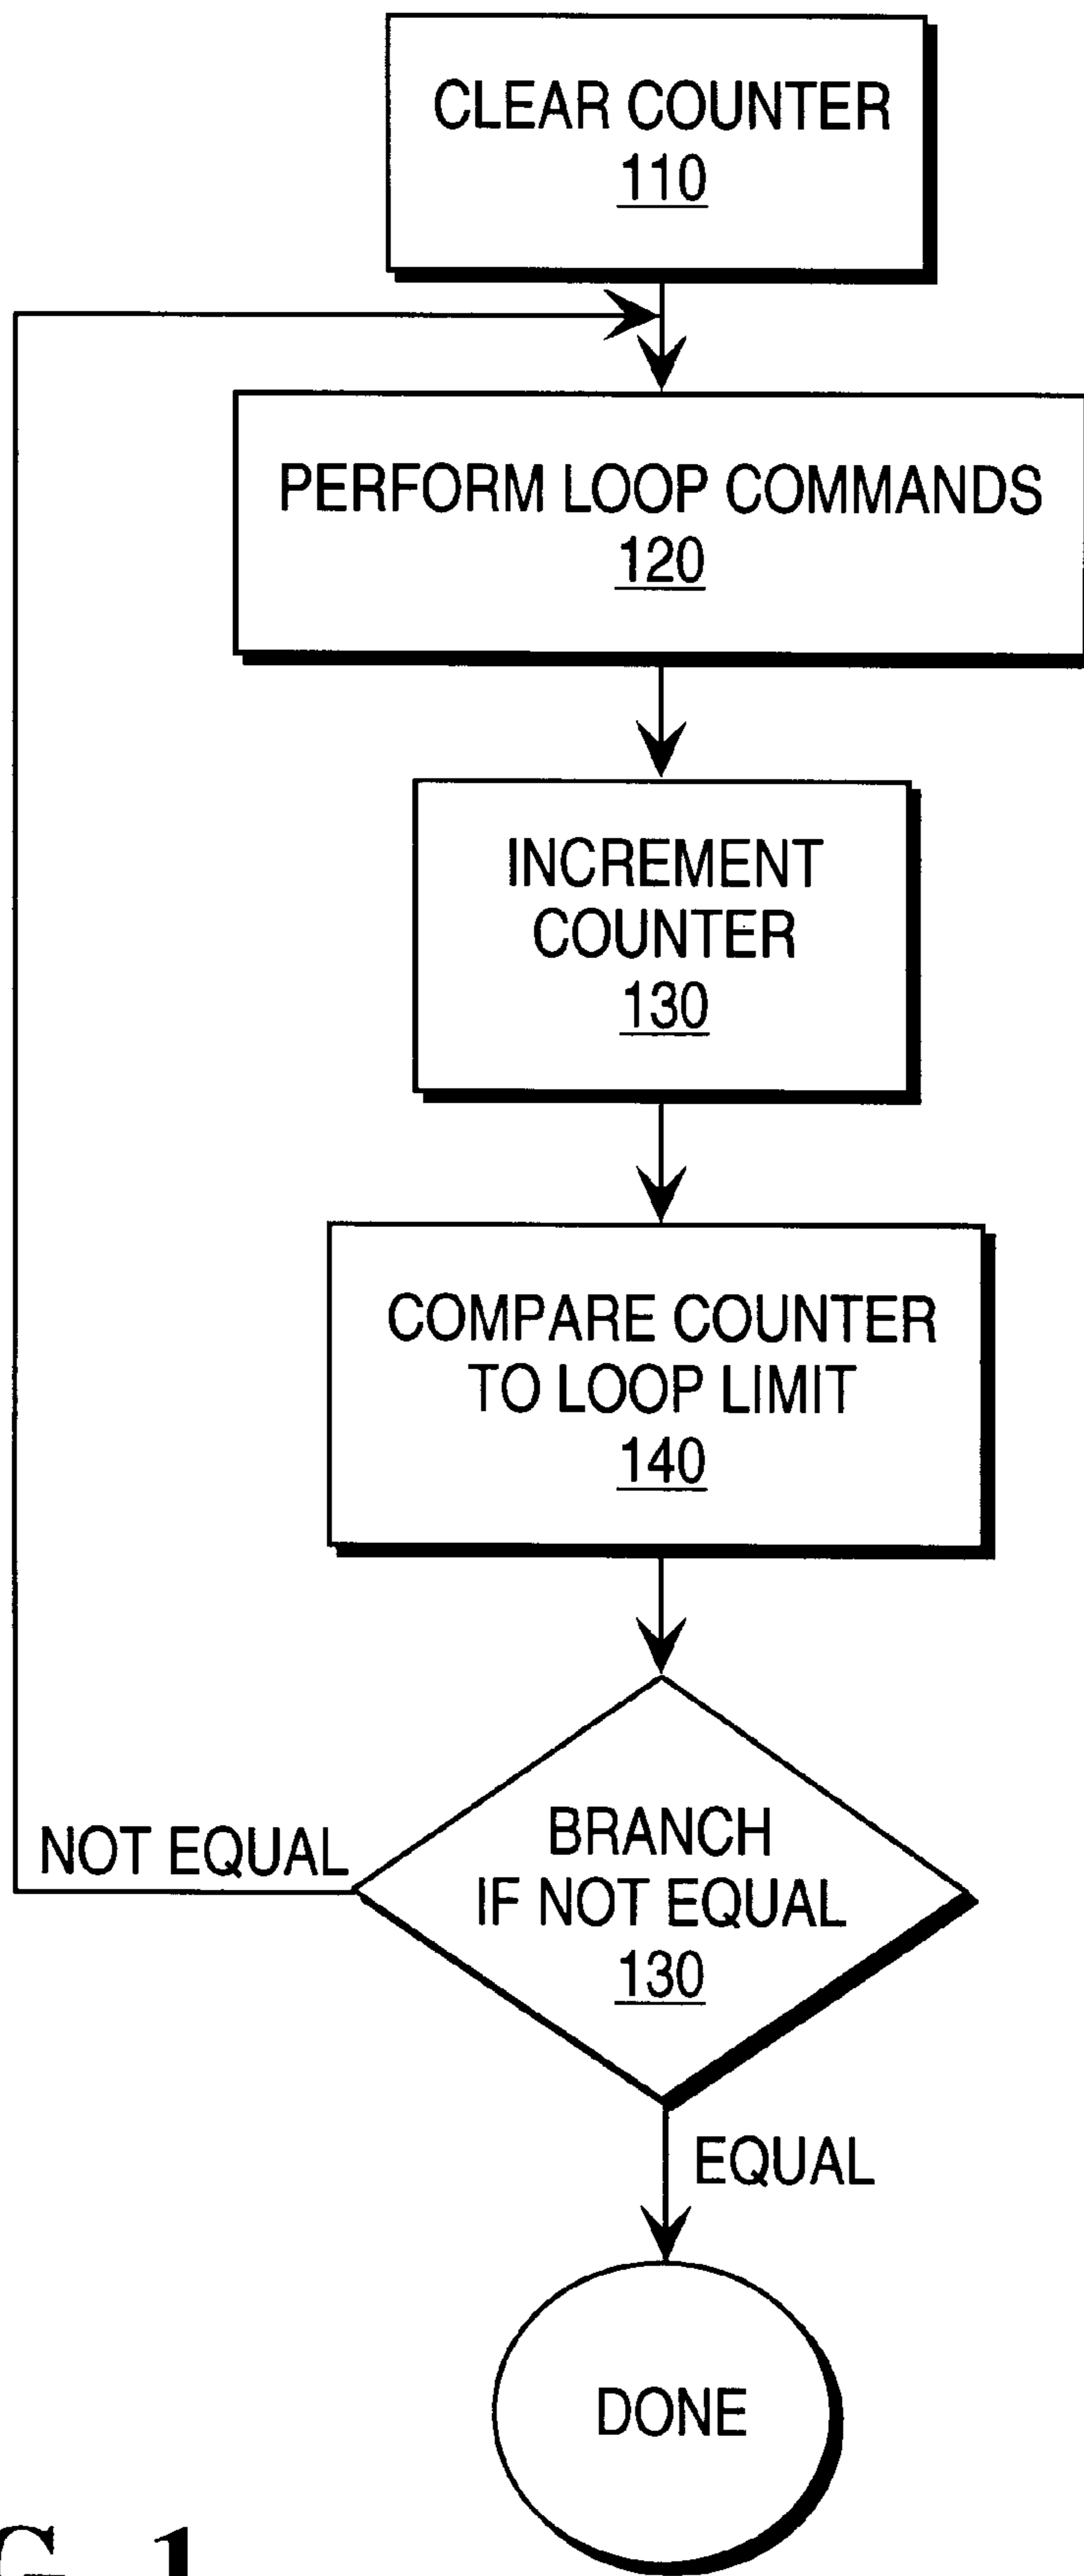 CLEAR COUNTER
110
PERFORM LOOP COMMANDS
120
INCREMENT
COUNTER
130
COMPARE COUNTER
TO LOOP LIMIT
140
NOT EQUAL
BRANCH
IF NOT EQUAL
130
EQUAL
DONE